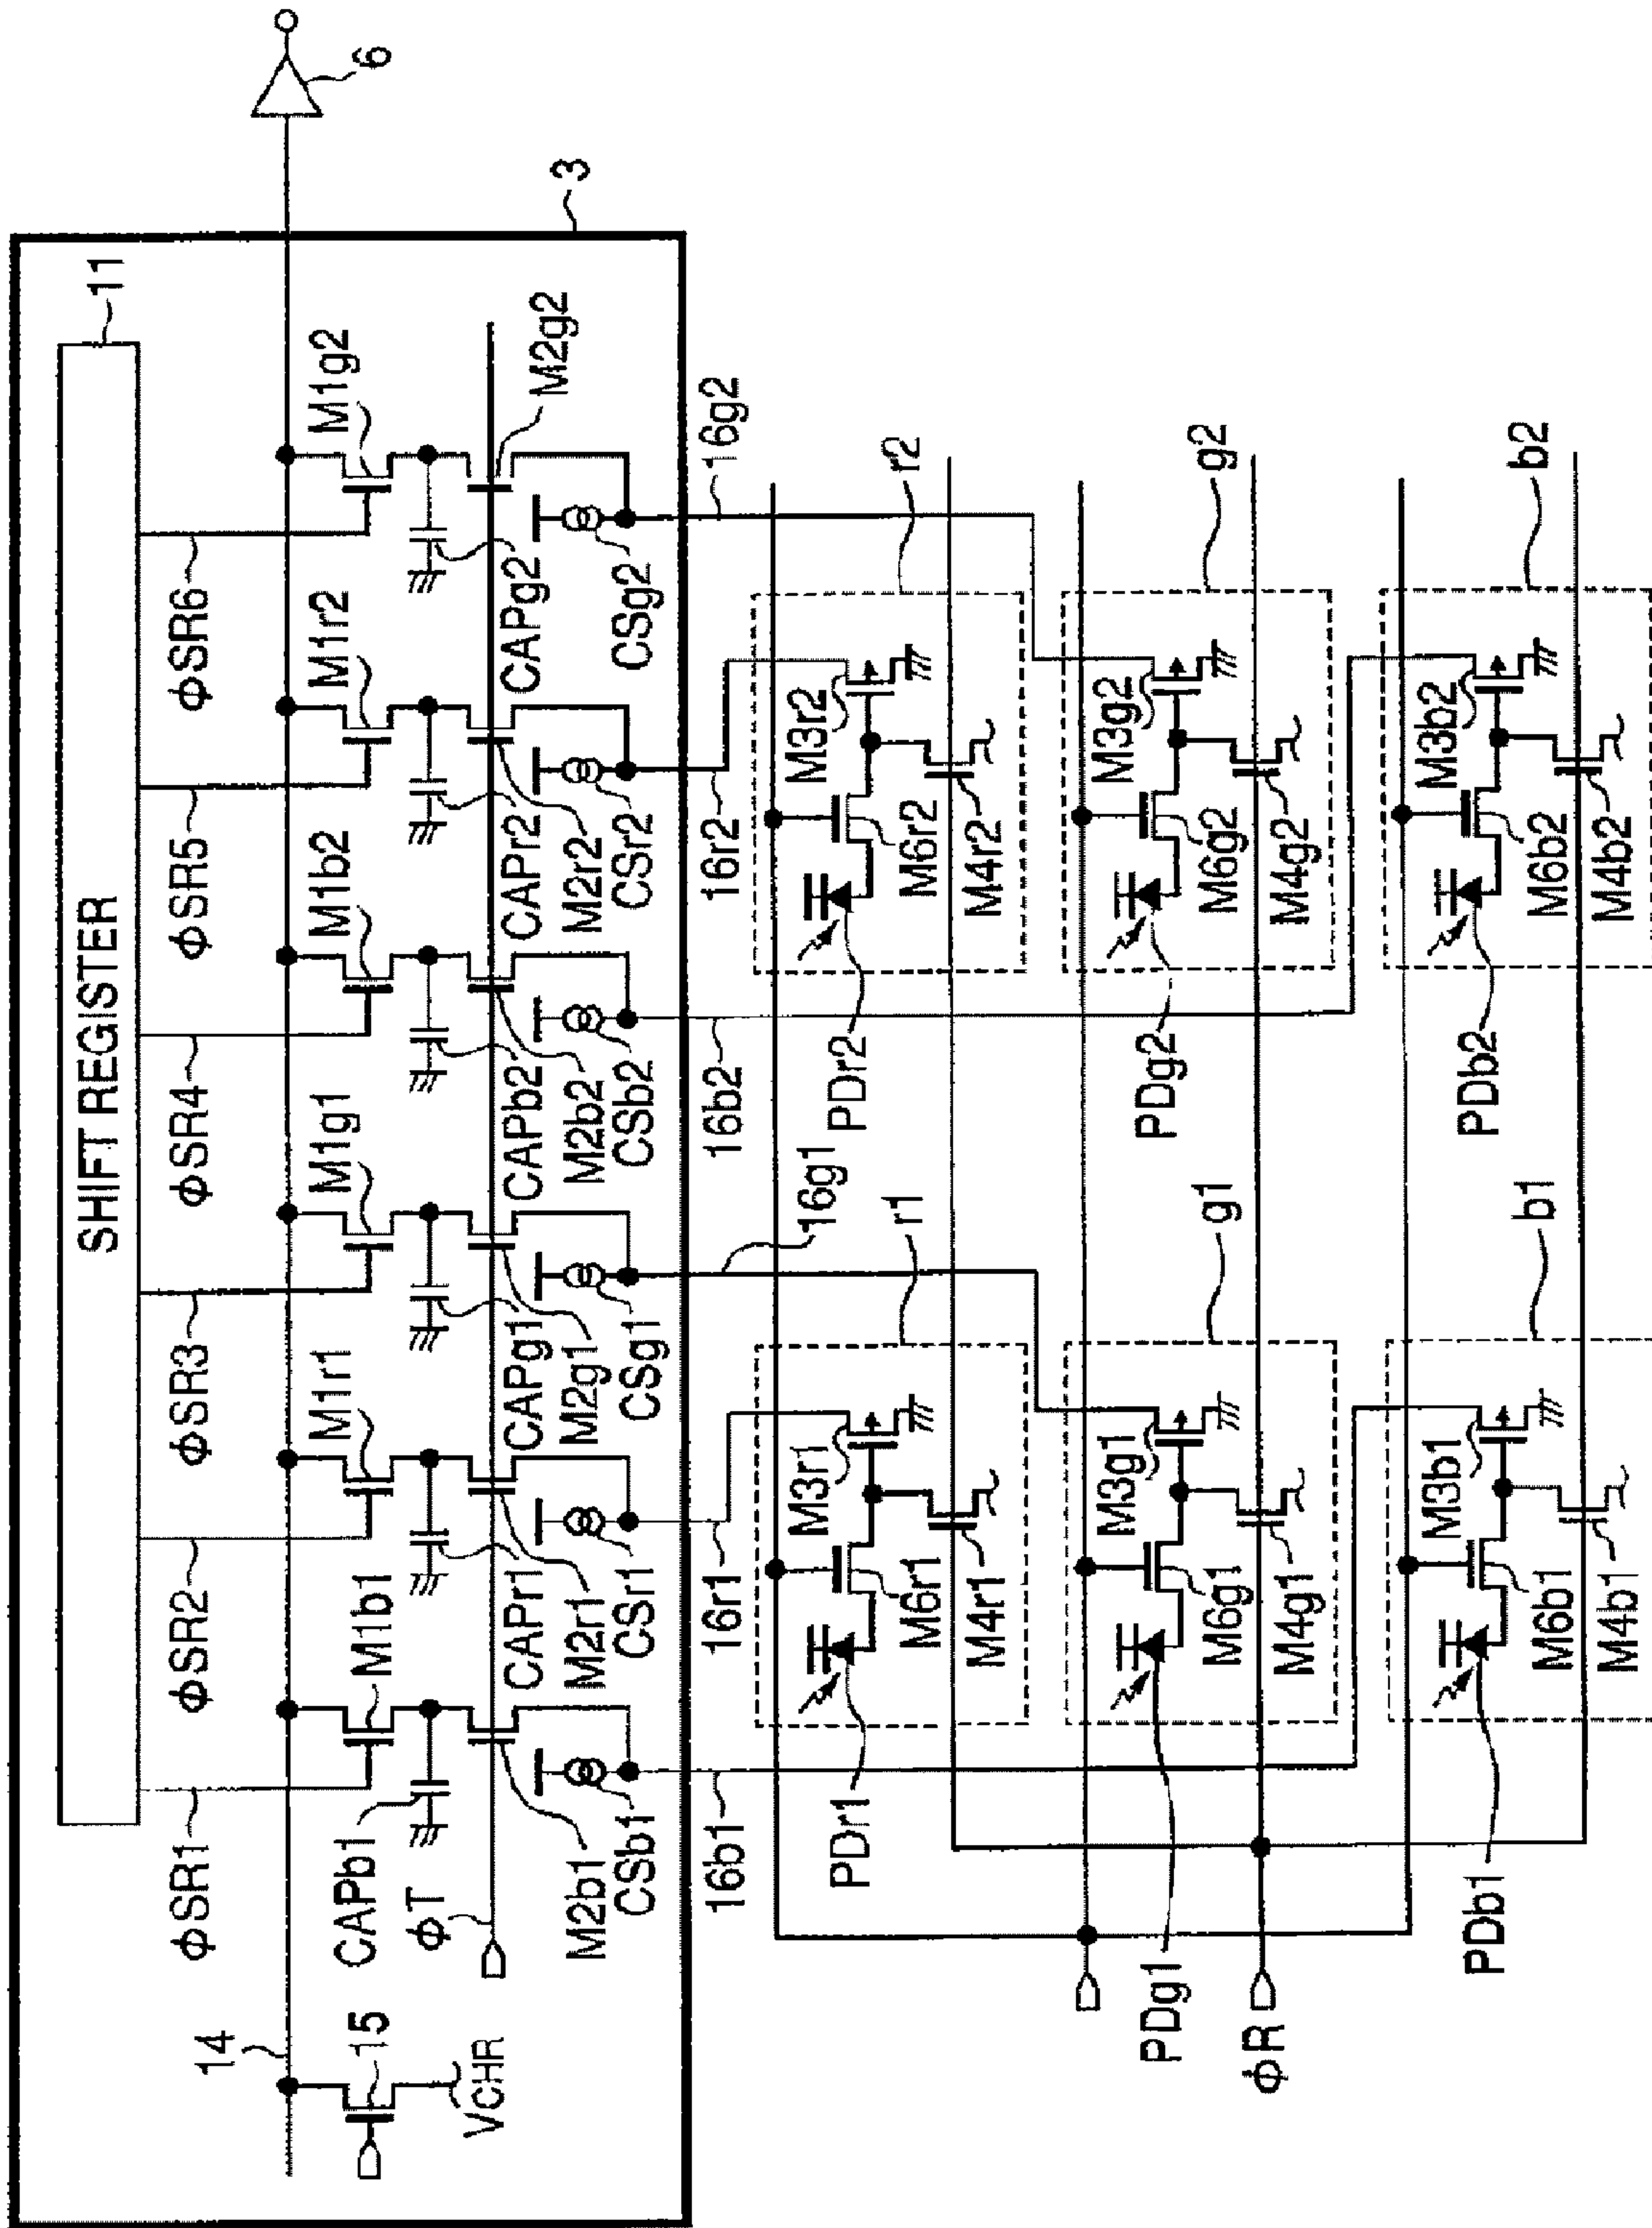 SHIFT REGISTER
11
3
6
ΦSR1
ΦSR2
ΦSR3
ΦSR4
ΦSR5
ΦSR6
14
15
VCHR
CAPb1
M1b1
M1r1
M1g1
M1b2
M1r2
M1g2
ΦT
M2b1
CSb1
CAPr1
M2r1
CSr1
CAPg1
M2g1
CSg1
CAPb2
M2b2
CSb2
CAPr2
M2r2
CSr2
CAPg2
CSg2
M2g2
16b1
16r1
16g1
16b2
16r2
16g2
r1
M3r1
M6r1
M4r1
PDr1
r2
M3r2
M6r2
M4r2
PDr2
g1
M3g1
M6g1
M4g1
PDg1
g2
M3g2
M6g2
M4g2
PDg2
ΦR
b1
M3b1
M6b1
M4b1
PDb1
b2
M3b2
M6b2
M4b2
PDb2